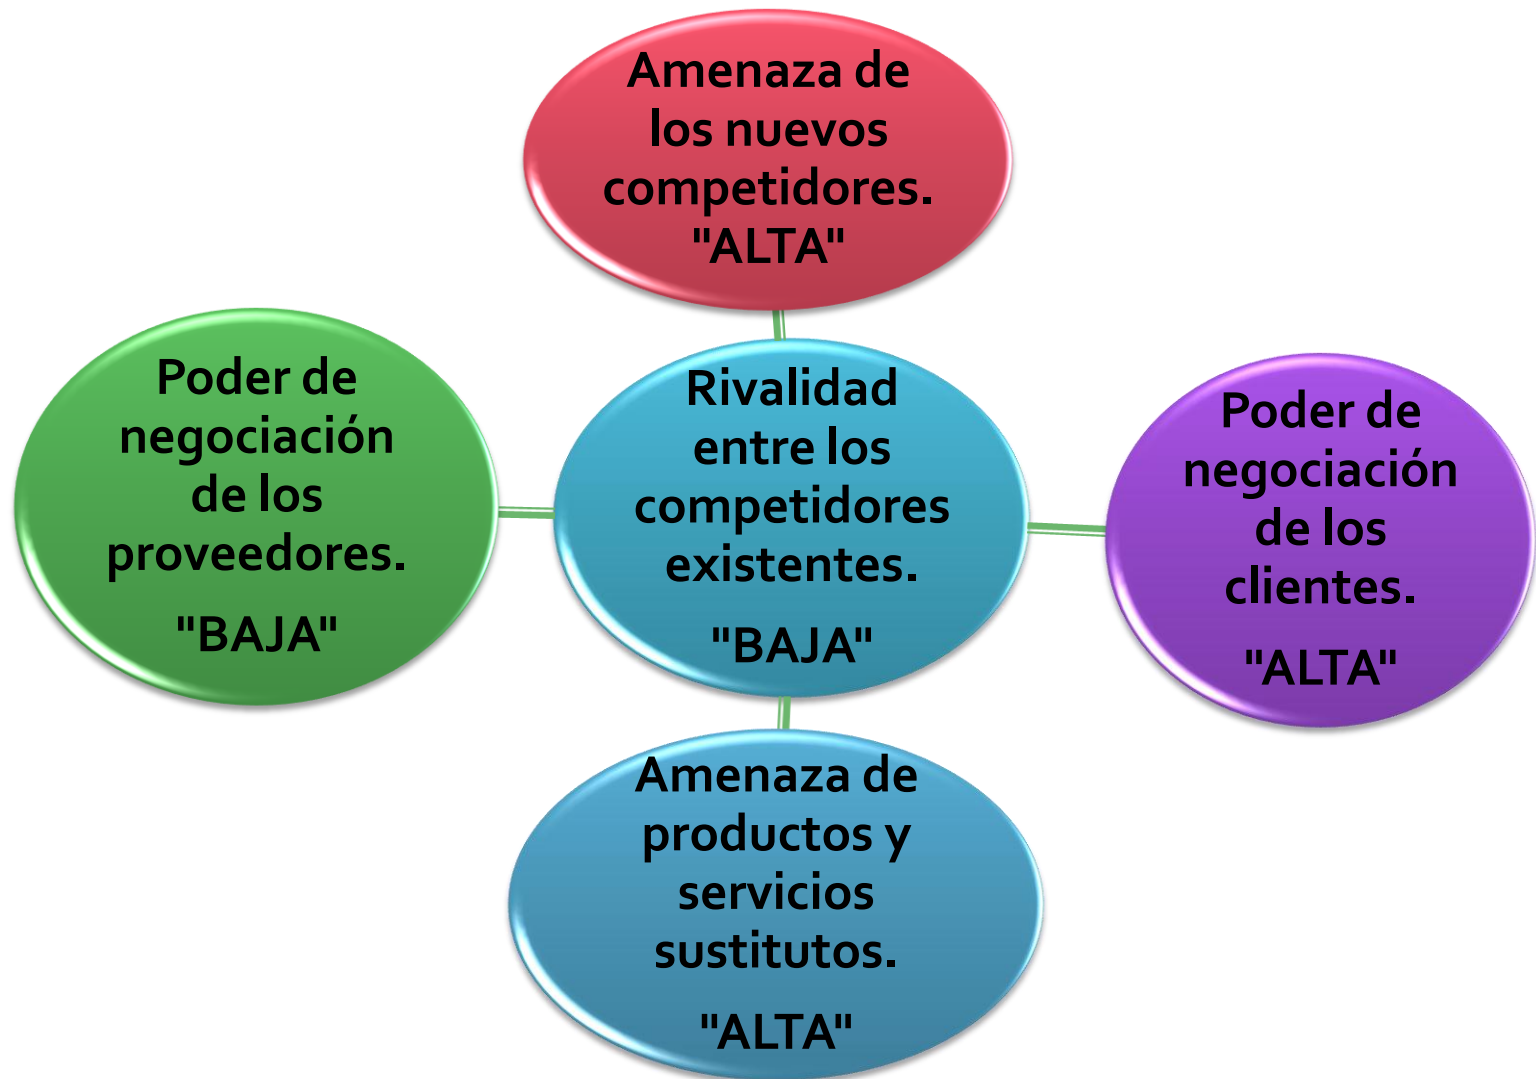 Amenaza de
los nuevos
competidores.
"ALTA"
Poder de
negociación
de los
proveedores.
"BAJA"
Rivalidad
entre los
competidores
existentes.
"BAJA"
Poder de
negociación
de los
clientes.
"ALTA"
Amenaza de
productos y
servicios
sustitutos.
"ALTA"